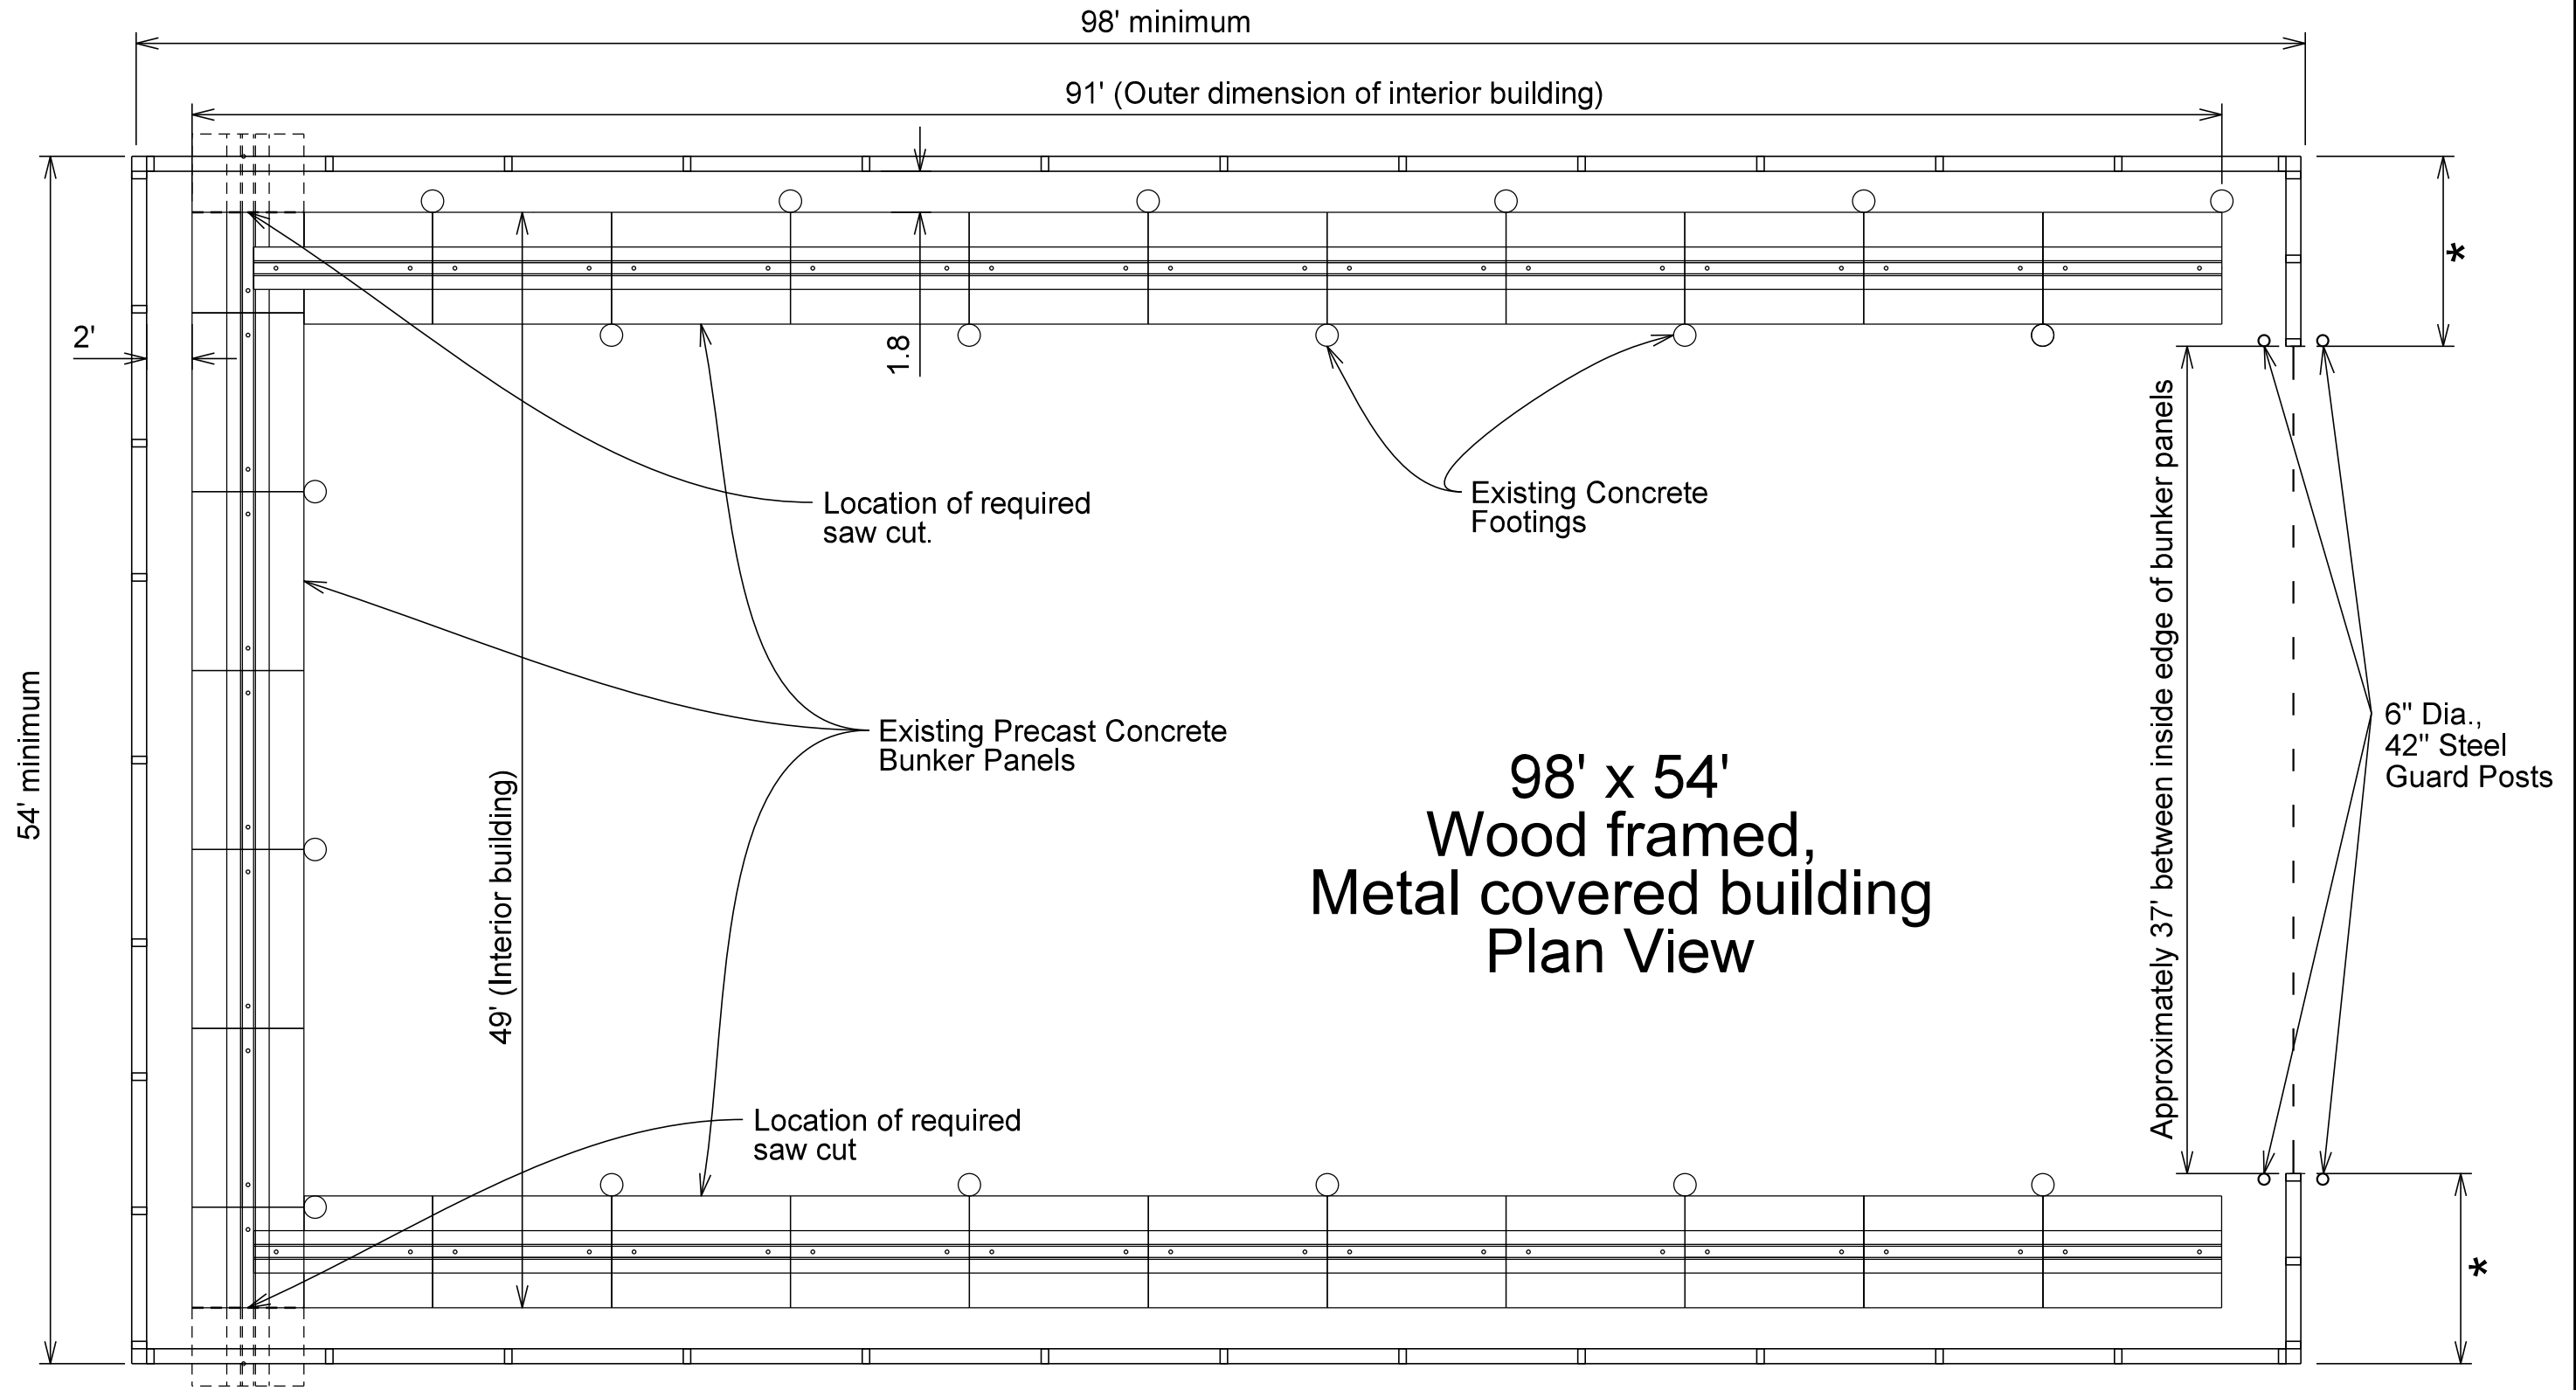 98' minimum
91' (Outer dimension of interior building)
*
2'
1.8
Location of required
saw cut.
Existing Concrete
Footings
Approximately 37' between inside edge of bunker panels
54' minimum
Existing Precast Concrete
Bunker Panels
6" Dia.,
42" Steel
Guard Posts
98' x 54'
Wood framed,
Metal covered building
Plan View
49' (Interior building)
Location of required
saw cut
*